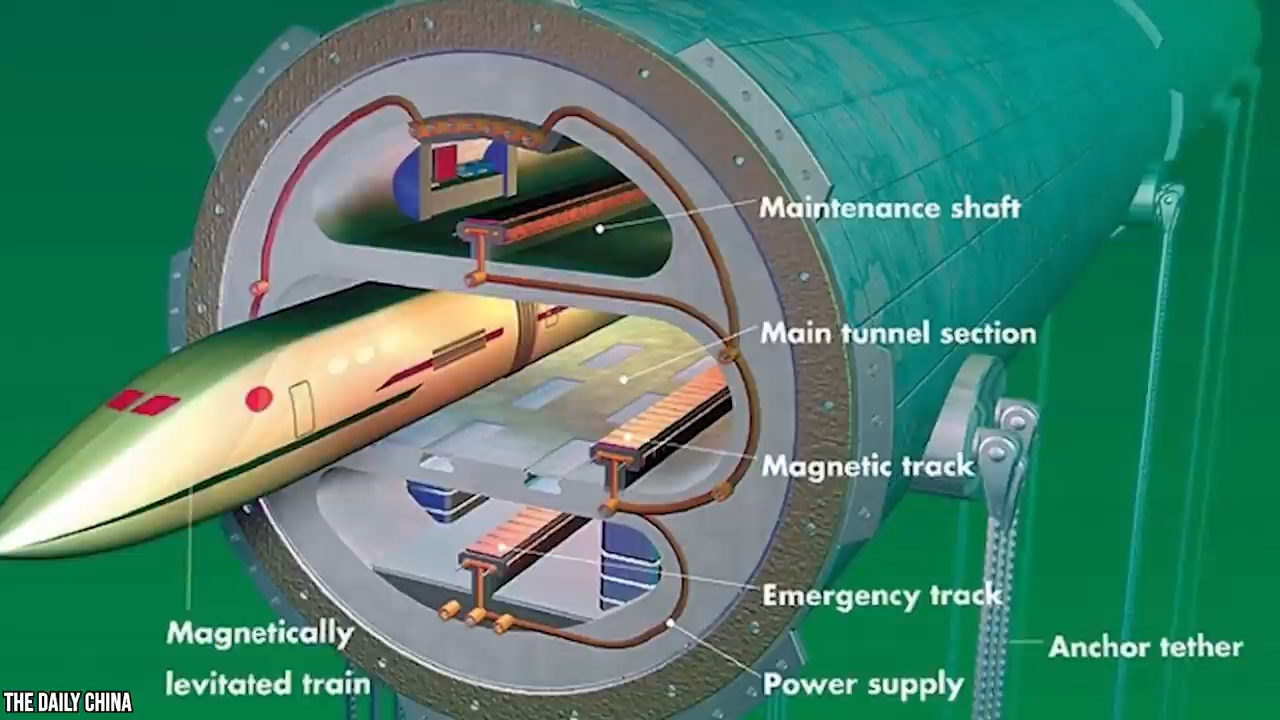 Maintenance shaft
Main tunnel section
Magnetic track
Emergency track
Magnetically
levitated train
Anchor tether
Power supply
THE DAILY CHINA